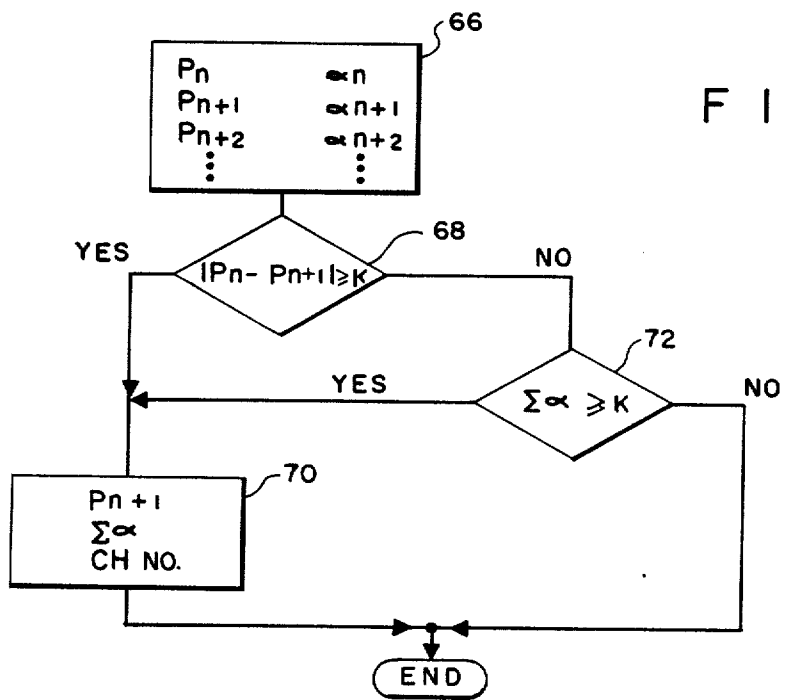 66
Pn αn
Pn+1 αn+1
Pn+2 αn+2
F I
68
YES
|Pn - Pn+1| ≥ K
NO
72
YES
Σα ≥ K
NO
70
Pn+1
Σα
CH NO.
END